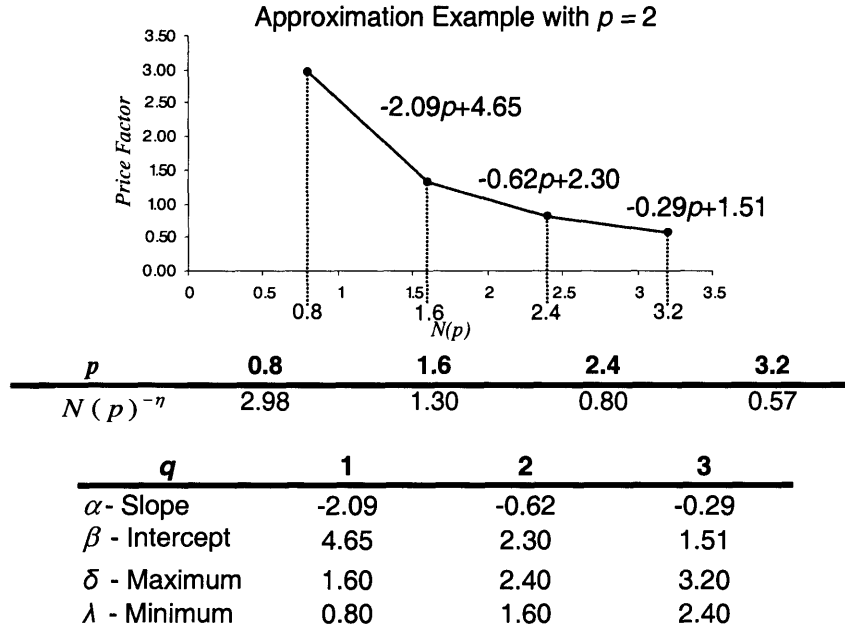 Approximation Example with p = 2
Price Factor
3.50
3.00
2.50
2.00
1.50
1.00
0.50
0.00
-2.09p+4.65
-0.62p+2.30
-0.29p+1.51
0 0.5 1 1.5 2 2.5 3 3.5
0.8 1.6 2.4 3.2
N(p)
p 0.8 1.6 2.4 3.2
N(p)^{-η} 2.98 1.30 0.80 0.57
q 1 2 3
α- Slope -2.09 -0.62 -0.29
β - Intercept 4.65 2.30 1.51
δ - Maximum 1.60 2.40 3.20
λ - Minimum 0.80 1.60 2.40